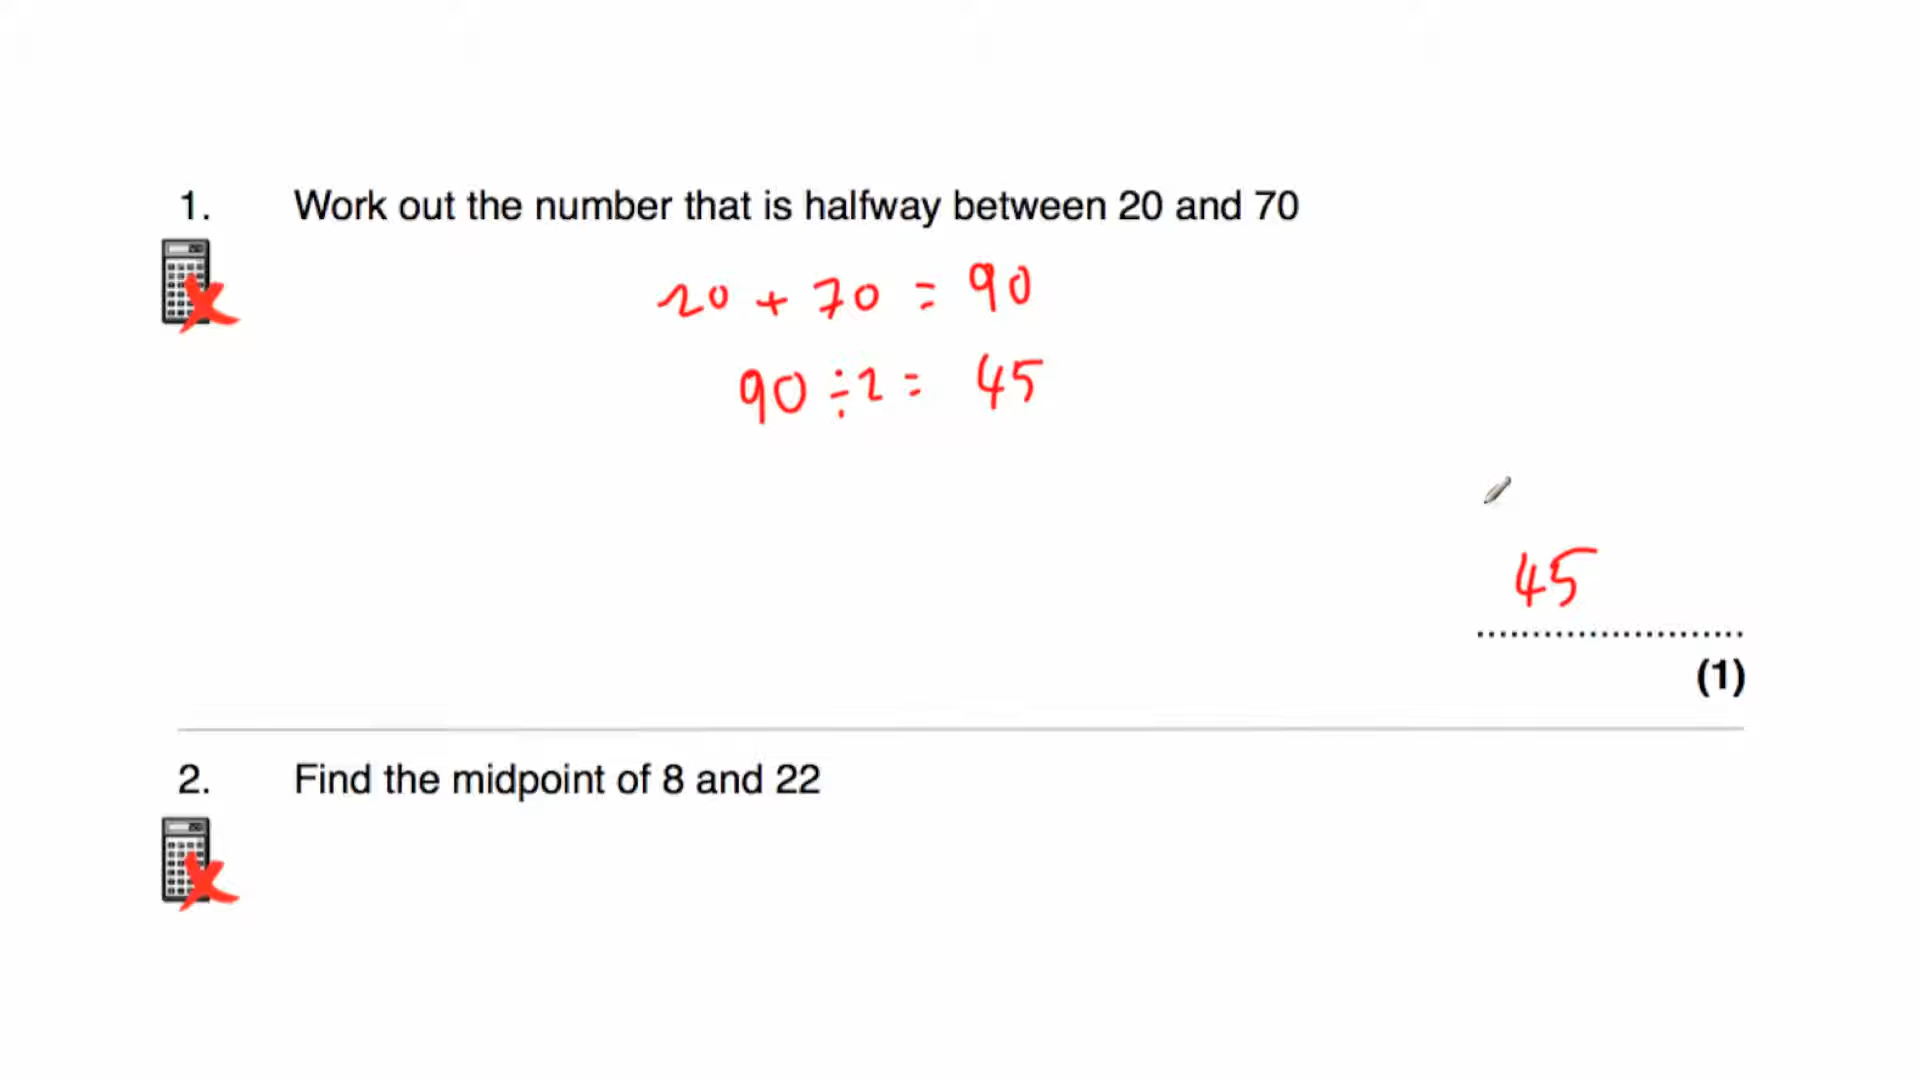 1. Work out the number that is halfway between 20 and 70
20 + 70 = 90
90 ÷ 2 = 45
45
(1)
2. Find the midpoint of 8 and 22